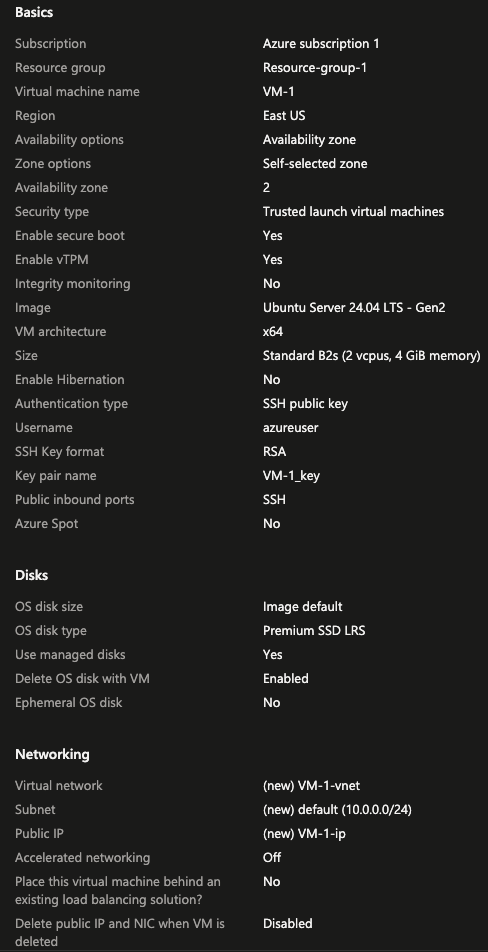 Basics
Subscription Azure subscription 1
Resource group Resource-group-1
Virtual machine name VM-1
Region East US
Availability options Availability zone
Zone options Self-selected zone
Availability zone 2
Security type Trusted launch virtual machines
Enable secure boot Yes
Enable vTPM Yes
Integrity monitoring No
Image Ubuntu Server 24.04 LTS - Gen2
VM architecture x64
Size Standard B2s (2 vcpus, 4 GiB memory)
Enable Hibernation No
Authentication type SSH public key
Username azureuser
SSH Key format RSA
Key pair name VM-1_key
Public inbound ports SSH
Azure Spot No
Disks
OS disk size Image default
OS disk type Premium SSD LRS
Use managed disks Yes
Delete OS disk with VM Enabled
Ephemeral OS disk No
Networking
Virtual network (new) VM-1-vnet
Subnet (new) default (10.0.0.0/24)
Public IP (new) VM-1-ip
Accelerated networking Off
Place this virtual machine behind an No
existing load balancing solution?
Delete public IP and NIC when VM is Disabled
deleted